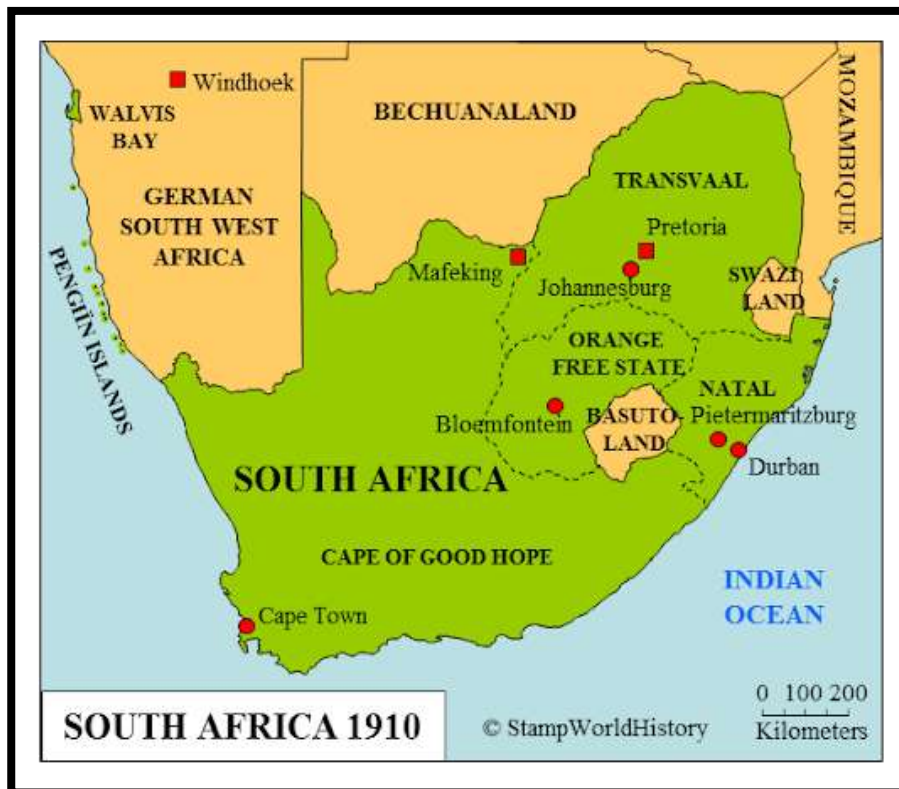 Windhoek
WALVIS
BAY
BECHUANALAND
MOZAMBIQUE
GERMAN
SOUTH WEST
AFRICA
TRANSVAAL
Pretoria
Mafeking
Johannesburg
SWAZI
LAND
PENGÜIN ISLANDS
ORANGE
FREE STATE
NATAL
Bloemfontein
BASUTO-
LAND
Pietermaritzburg
Durban
SOUTH AFRICA
CAPE OF GOOD HOPE
INDIAN
OCEAN
Cape Town
SOUTH AFRICA 1910
© StampWorldHistory
0 100 200
Kilometers